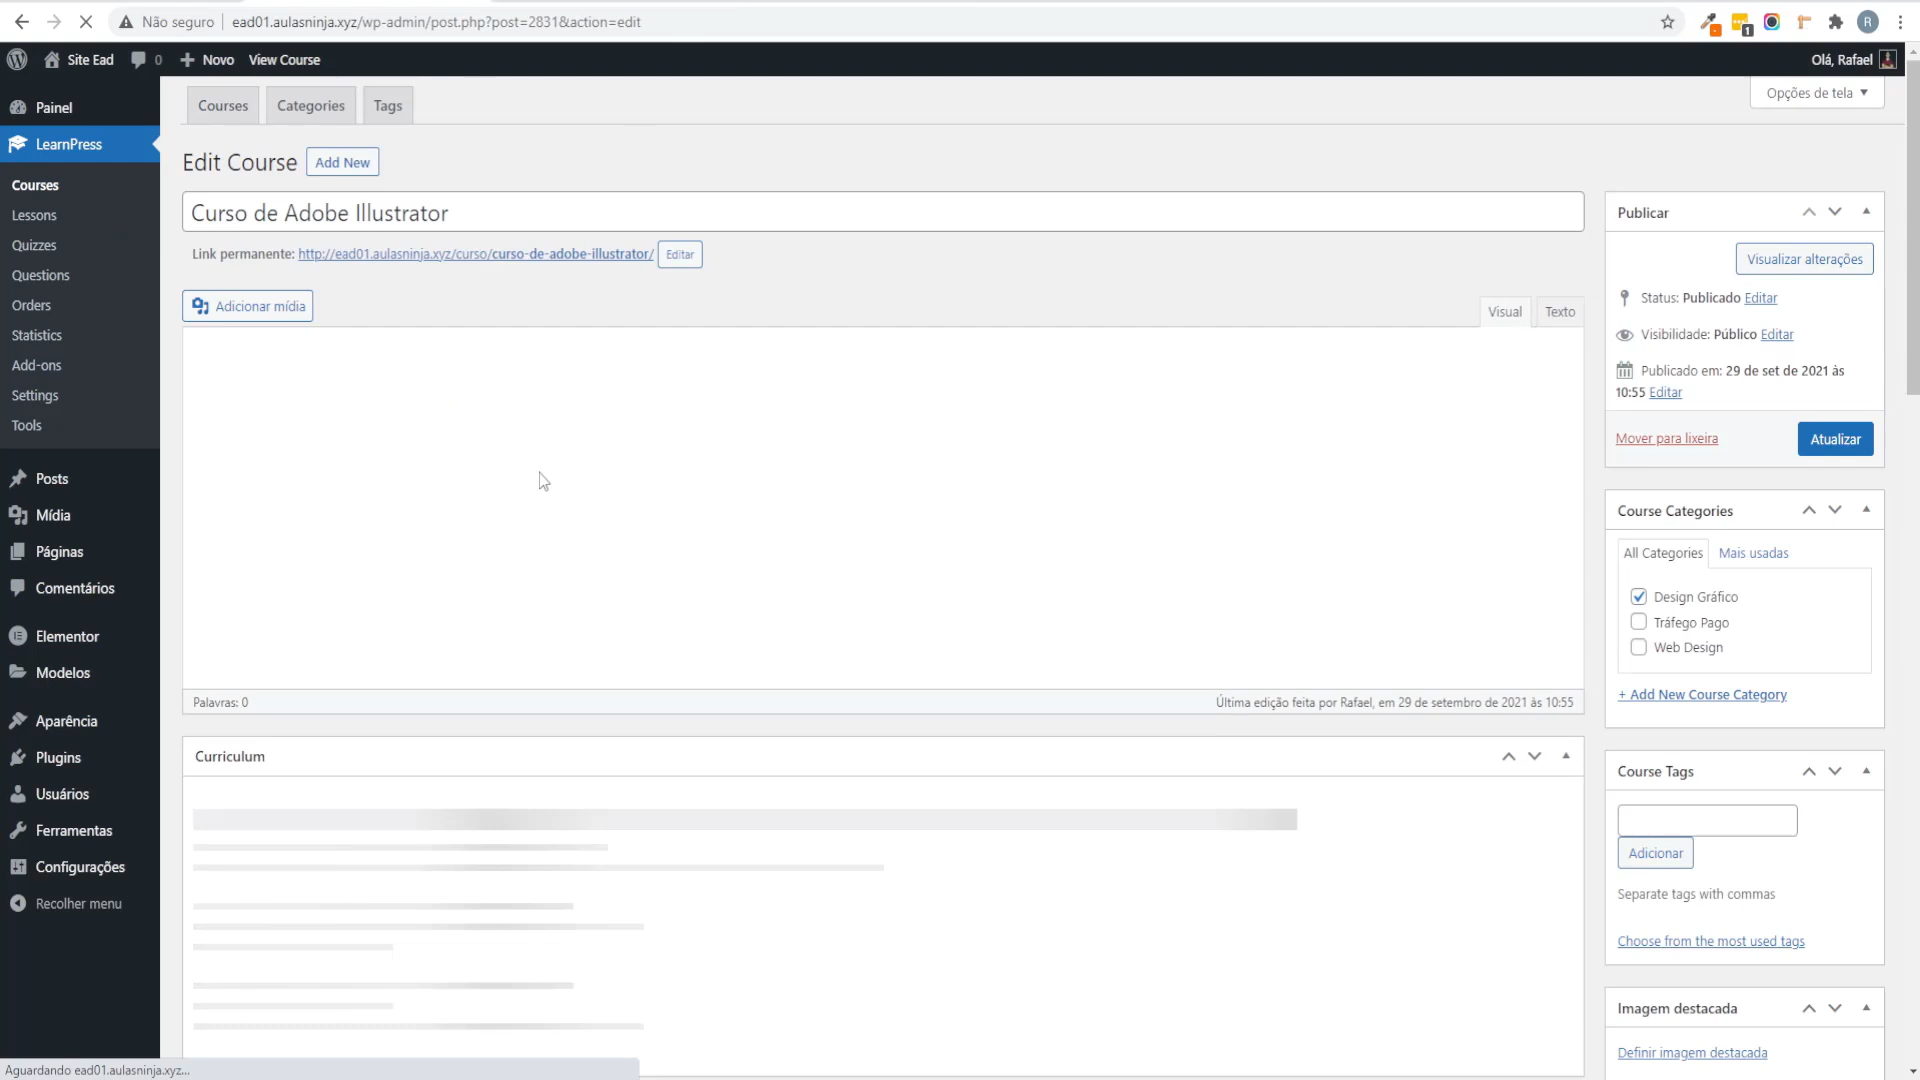 Não seguro
ead01.aulasninja.xyz/wp-admin/post.php?post=2831&action=edit
1
R
Site Ead
0
Novo
View Course
Olá, Rafael
Painel
LearnPress
Courses
Lessons
Quizzes
Questions
Orders
Statistics
Add-ons
Settings
Tools
Posts
Mídia
Páginas
Comentários
Elementor
Modelos
Aparência
Plugins
Usuários
Ferramentas
Configurações
Recolher menu
Courses
Categories
Tags
Opções de tela
Edit Course
Add New
Curso de Adobe Illustrator
Link permanente: http://ead01.aulasninja.xyz/curso/curso-de-adobe-illustrator/
Editar
Adicionar mídia
Visual
Texto
Palavras: 0
Última edição feita por Rafael, em 29 de setembro de 2021 às 10:55
Curriculum
Publicar
Visualizar alterações
Status: Publicado Editar
Visibilidade: Público Editar
Publicado em: 29 de set de 2021 às
10:55 Editar
Mover para lixeira
Atualizar
Course Categories
All Categories
Mais usadas
Design Gráfico
Tráfego Pago
Web Design
+ Add New Course Category
Course Tags
Adicionar
Separate tags with commas
Choose from the most used tags
Imagem destacada
Definir imagem destacada
Aguardando ead01.aulasninja.xyz...